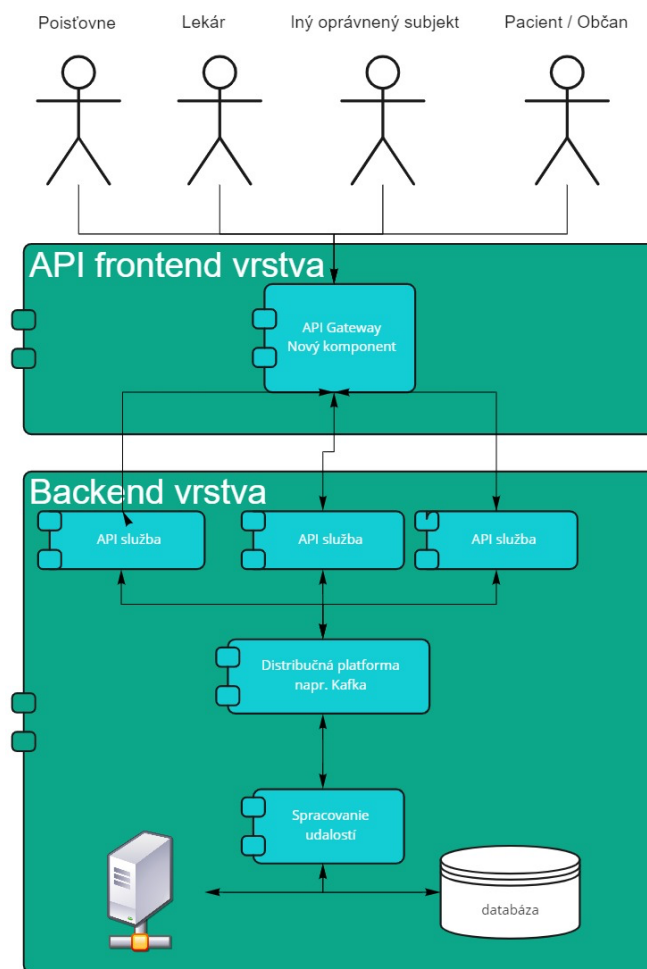 Poisťovne
Lekár
Iný oprávnený subjekt
Pacient / Občan
API frontend vrstva
API Gateway
Nový komponent
Backend vrstva
API služba
API služba
API služba
Distribučná platforma
napr. Kafka
Spracovanie
udalostí
databáza